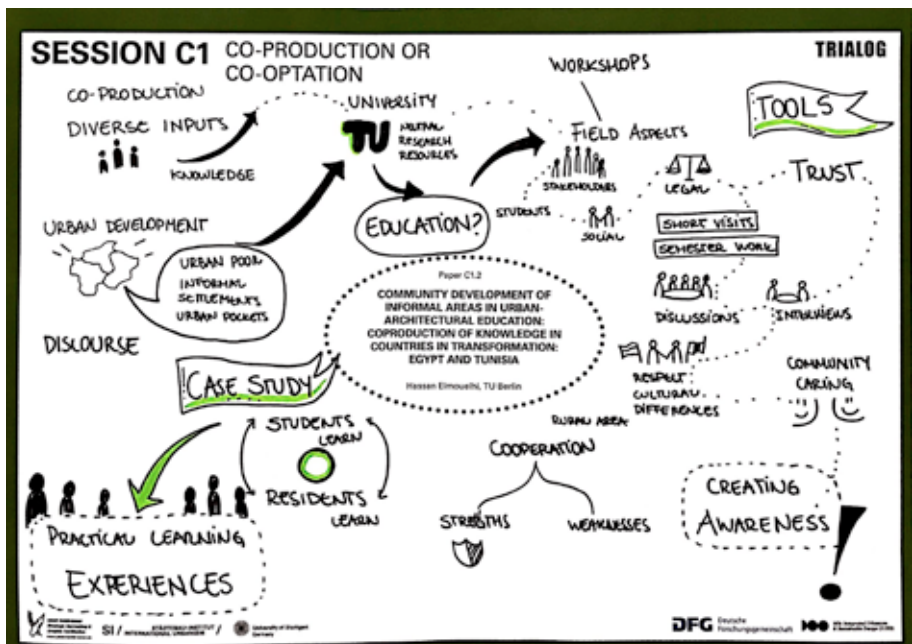 SESSION C1
CO-PRODUCTION OR
CO-OPTATION
TRIALOG
CO-PRODUCTION
DIVERSE INPUTS
KNOWLEDGE
UNIVERSITY
TU
NEUTRAL
RESEARCH
RESOURCES
WORKSHOPS
FIELD ASPECTS
STAKEHOLDERS
STUDENTS
SOCIAL
LEGAL
TOOLS
TRUST
SHORT VISITS
SEMESTER WORK
DISCUSSIONS
INTERVIEWS
URBAN DEVELOPMENT
URBAN POOR
INFORMAL
SETTLEMENTS
URBAN POCKETS
DISCOURSE
EDUCATION?
Paper C1.2
COMMUNITY DEVELOPMENT OF
INFORMAL AREAS IN URBAN-
ARCHITECTURAL EDUCATION:
COPRODUCTION OF KNOWLEDGE IN
COUNTRIES IN TRANSFORMATION:
EGYPT AND TUNISIA
Hassan Elmouelhi, TU Berlin
RESPECT
CULTURAL
DIFFERENCES
RURAL AREA
COMMUNITY
CARING
CASE STUDY
STUDENTS
LEARN
RESIDENTS
LEARN
COOPERATION
WEAKNESSES
CREATING
AWARENESS
!
PRACTICAL LEARNING
EXPERIENCES
SI /
STÄDTEBAU-INSTITUT
INTERNATIONAL URBANISM /
University of Stuttgart
Germany
DFG Deutsche
Forschungsgemeinschaft